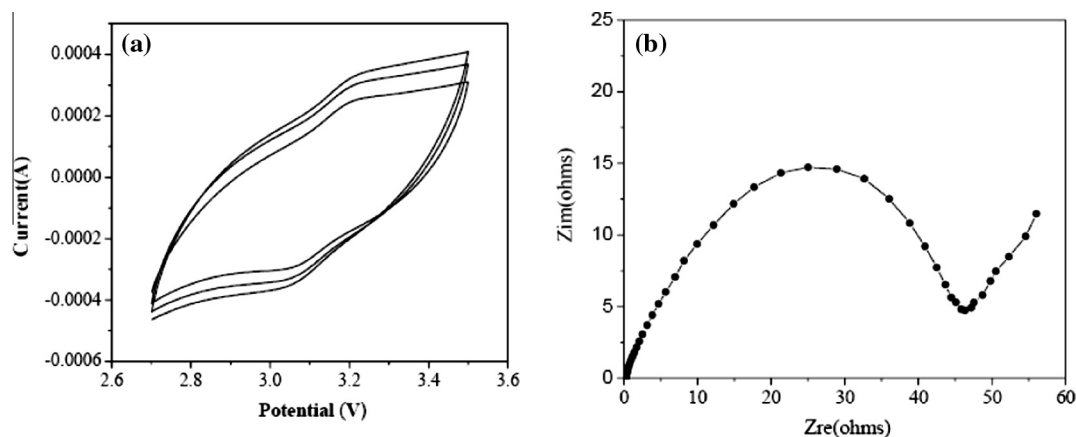 (a)
0.0004
0.0002
0.0000
-0.0002
-0.0004
-0.0006
Current(A)
2.6 2.8 3.0 3.2 3.4 3.6
Potential (V)
(b)
25
20
15
10
5
0
Zim(ohms)
0 10 20 30 40 50 60
Zre(ohms)